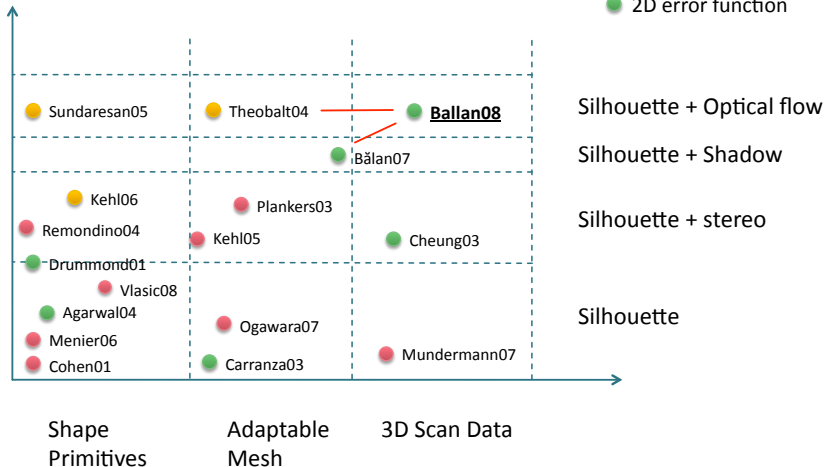 2D error function
Sundaresan05
Theobalt04
Ballan08
Silhouette + Optical flow
Bălan07
Silhouette + Shadow
Kehl06
Plankers03
Remondino04
Kehl05
Cheung03
Silhouette + stereo
Drummond01
Vlasic08
Agarwal04
Ogawara07
Silhouette
Menier06
Mundermann07
Cohen01
Carranza03
Shape
Primitives
Adaptable
Mesh
3D Scan Data